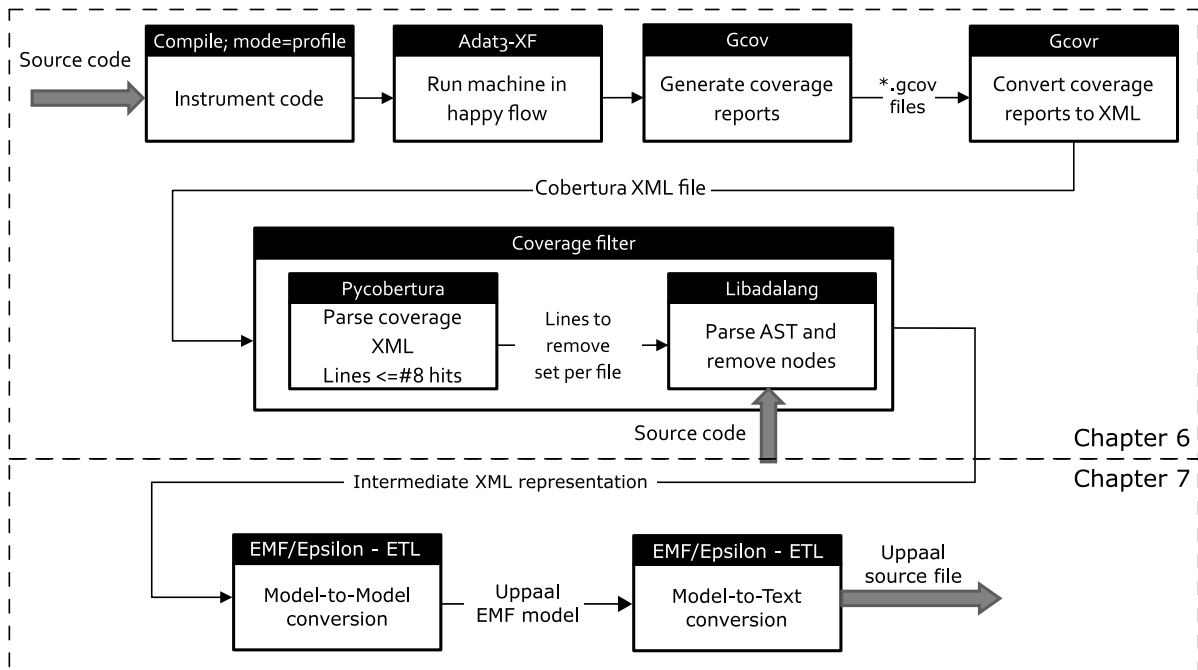 Source code
Compile; mode=profile
Instrument code
Adat3-XF
Run machine in
happy flow
Gcov
Generate coverage
reports
*.gcov
files
Gcovr
Convert coverage
reports to XML
Cobertura XML file
Coverage filter
Pycobertura
Parse coverage
XML
Lines <=#8 hits
Lines to
remove
set per file
Libadalang
Parse AST and
remove nodes
Source code
Chapter 6
Chapter 7
Intermediate XML representation
EMF/Epsilon - ETL
Model-to-Model
conversion
Uppaal
EMF model
EMF/Epsilon - ETL
Model-to-Text
conversion
Uppaal
source file